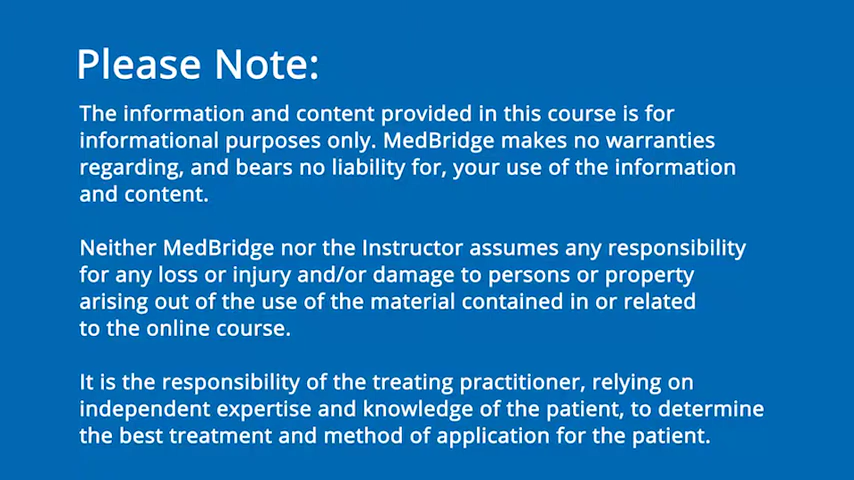 Please Note:
The information and content provided in this course is for
informational purposes only. MedBridge makes no warranties
regarding, and bears no liability for, your use of the information
and content.
Neither MedBridge nor the Instructor assumes any responsibility
for any loss or injury and/or damage to persons or property
arising out of the use of the material contained in or related
to the online course.
It is the responsibility of the treating practitioner, relying on
independent expertise and knowledge of the patient, to determine
the best treatment and method of application for the patient.